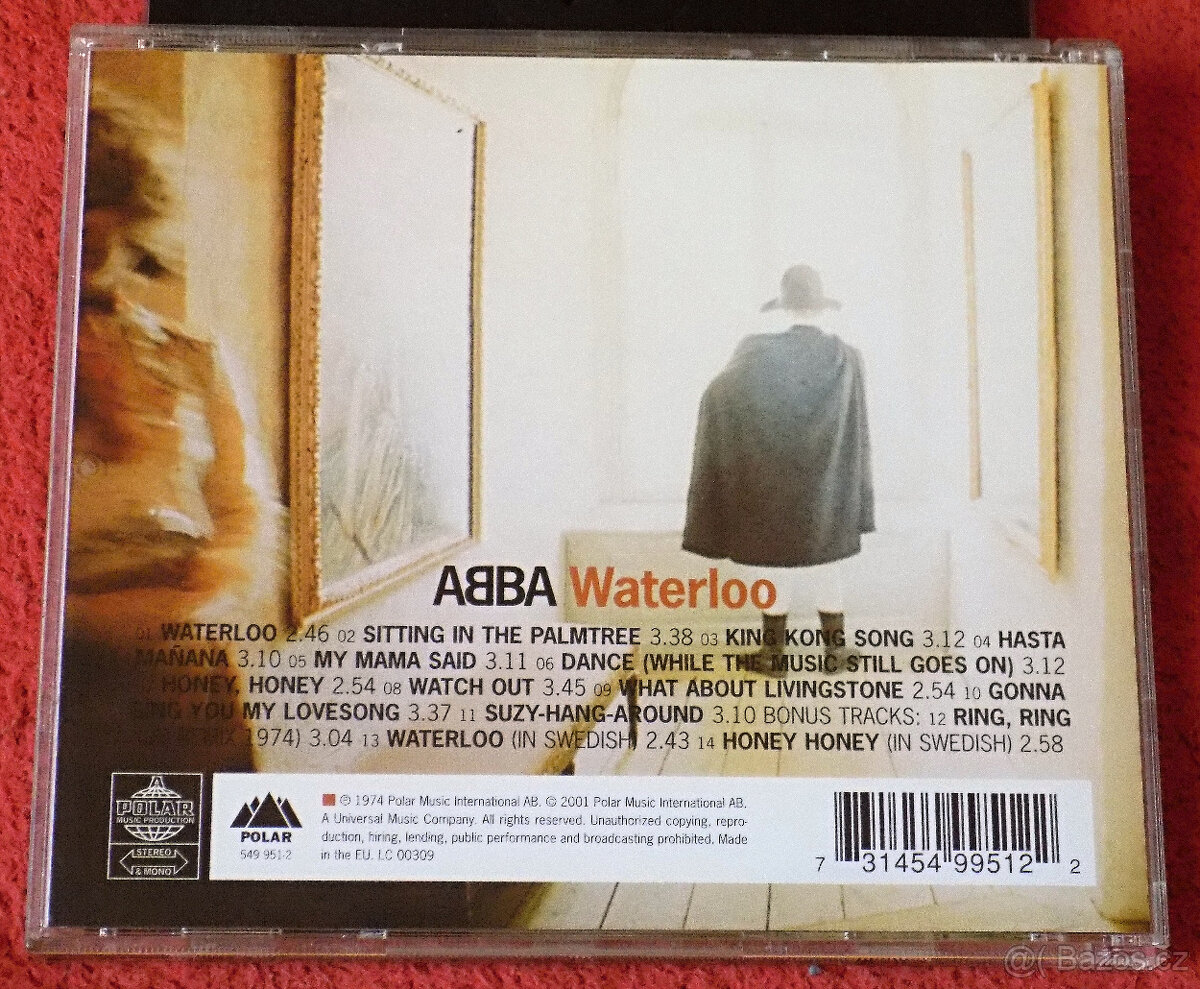 ABBA Waterloo
01 WATERLOO 2.46 02 SITTING IN THE PALMTREE 3.38 03 KING KONG SONG 3.12 04 HASTA
MAÑANA 3.10 05 MY MAMA SAID 3.11 06 DANCE (WHILE THE MUSIC STILL GOES ON) 3.12
HONEY, HONEY 2.54 08 WATCH OUT 3.45 09 WHAT ABOUT LIVINGSTONE 2.54 10 GONNA
SING YOU MY LOVESONG 3.37 11 SUZY-HANG-AROUND 3.10 BONUS TRACKS: 12 RING, RING
MIX 1974) 3.04 13 WATERLOO (IN SWEDISH) 2.43 14 HONEY HONEY (IN SWEDISH) 2.58
A
POLAR
MUSIC PRODUCTION
STEREO
& MONO
POLAR
549 951-2
℗ 1974 Polar Music International AB. © 2001 Polar Music International AB.
A Universal Music Company. All rights reserved. Unauthorized copying, repro-
duction, hiring, lending, public performance and broadcasting prohibited. Made
in the EU. LC 00309
7 31454 99512 2
@( Bazos.cz